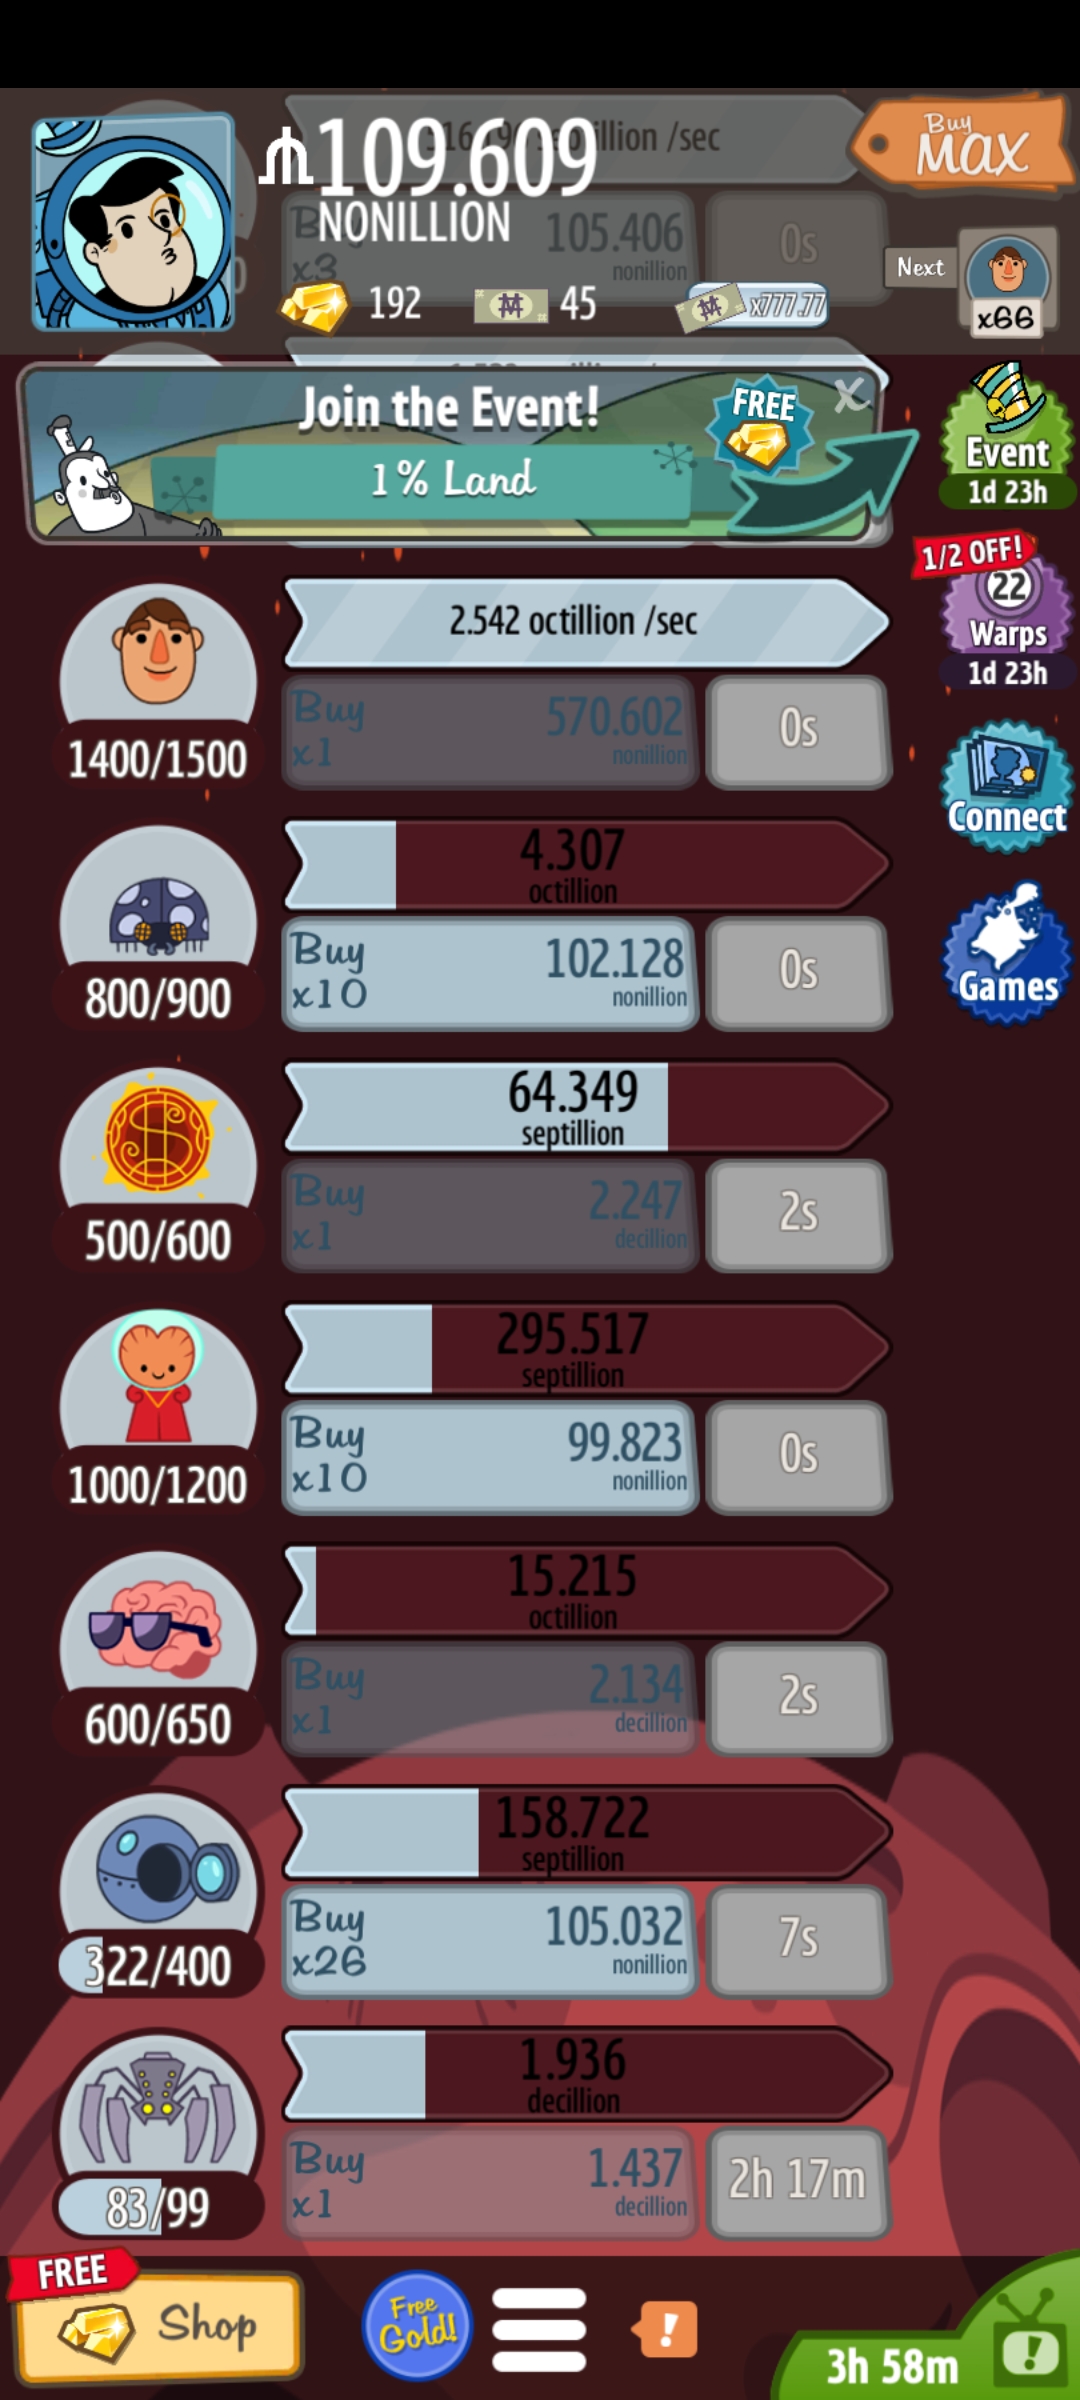 109.609
NONILLION
Buy
MAX
x3
105.406
nonillion
0s
Next
x66
192
45
x777.77
Join the Event!
1% Land
FREE
X
Event
1d 23h
1/2 OFF!
22
Warps
1d 23h
Connect
Games
2.542 octillion /sec
1400/1500
Buy
x1
570.602
nonillion
0s
4.307
octillion
800/900
Buy
x10
102.128
nonillion
0s
64.349
septillion
500/600
Buy
x1
2.247
decillion
2s
295.517
septillion
1000/1200
Buy
x10
99.823
nonillion
0s
15.215
octillion
600/650
Buy
x1
2.134
decillion
2s
158.722
septillion
322/400
Buy
x26
105.032
nonillion
7s
1.936
decillion
83/99
Buy
x1
1.437
decillion
2h 17m
FREE
Shop
Free
Gold!
!
3h 58m
!